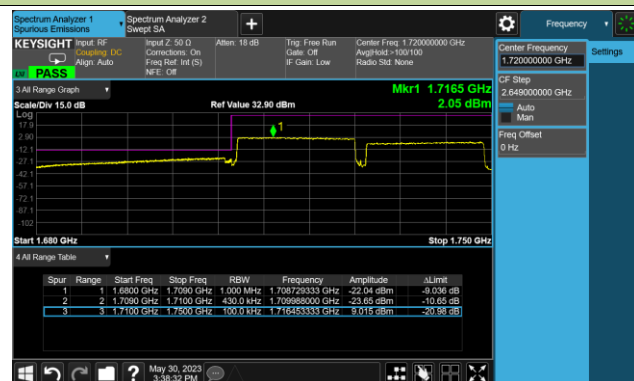 Spectrum Analyzer 1
Spurious Emissions
Spectrum Analyzer 2
Swept SA
Frequency
KEYSIGHT
Input: RF
Coupling: DC
Align: Auto
Input Z: 50 Ω
Corrections: On
Freq Ref: Int (S)
NFE: Off
Atten: 18 dB
Trig: Free Run
Gate: Off
IF Gain: Low
Center Freq: 1.720000000 GHz
Avg|Hold:>100/100
Radio Std: None
PASS
Center Frequency
1.720000000 GHz
Settings
CF Step
2.649000000 GHz
Auto
Man
Freq Offset
0 Hz
3 All Range Graph
Mkr1 1.7165 GHz
Scale/Div 15.0 dB
Ref Value 32.90 dBm
2.05 dBm
Log
17.9
2.90
-12.1
-27.1
-42.1
-57.1
-72.1
-87.1
-102
1
Start 1.680 GHz
Stop 1.750 GHz
4 All Range Table
Spur Range Start Freq Stop Freq RBW Frequency Amplitude ΔLimit
1 1 1.6800 GHz 1.7090 GHz 1.000 MHz 1.708729333 GHz -22.04 dBm -9.036 dB
2 2 1.7090 GHz 1.7100 GHz 430.0 kHz 1.709988000 GHz -23.65 dBm -10.65 dB
3 3 1.7100 GHz 1.7500 GHz 100.0 kHz 1.716453333 GHz 9.015 dBm -20.98 dB
May 30, 2023
3:38:32 PM